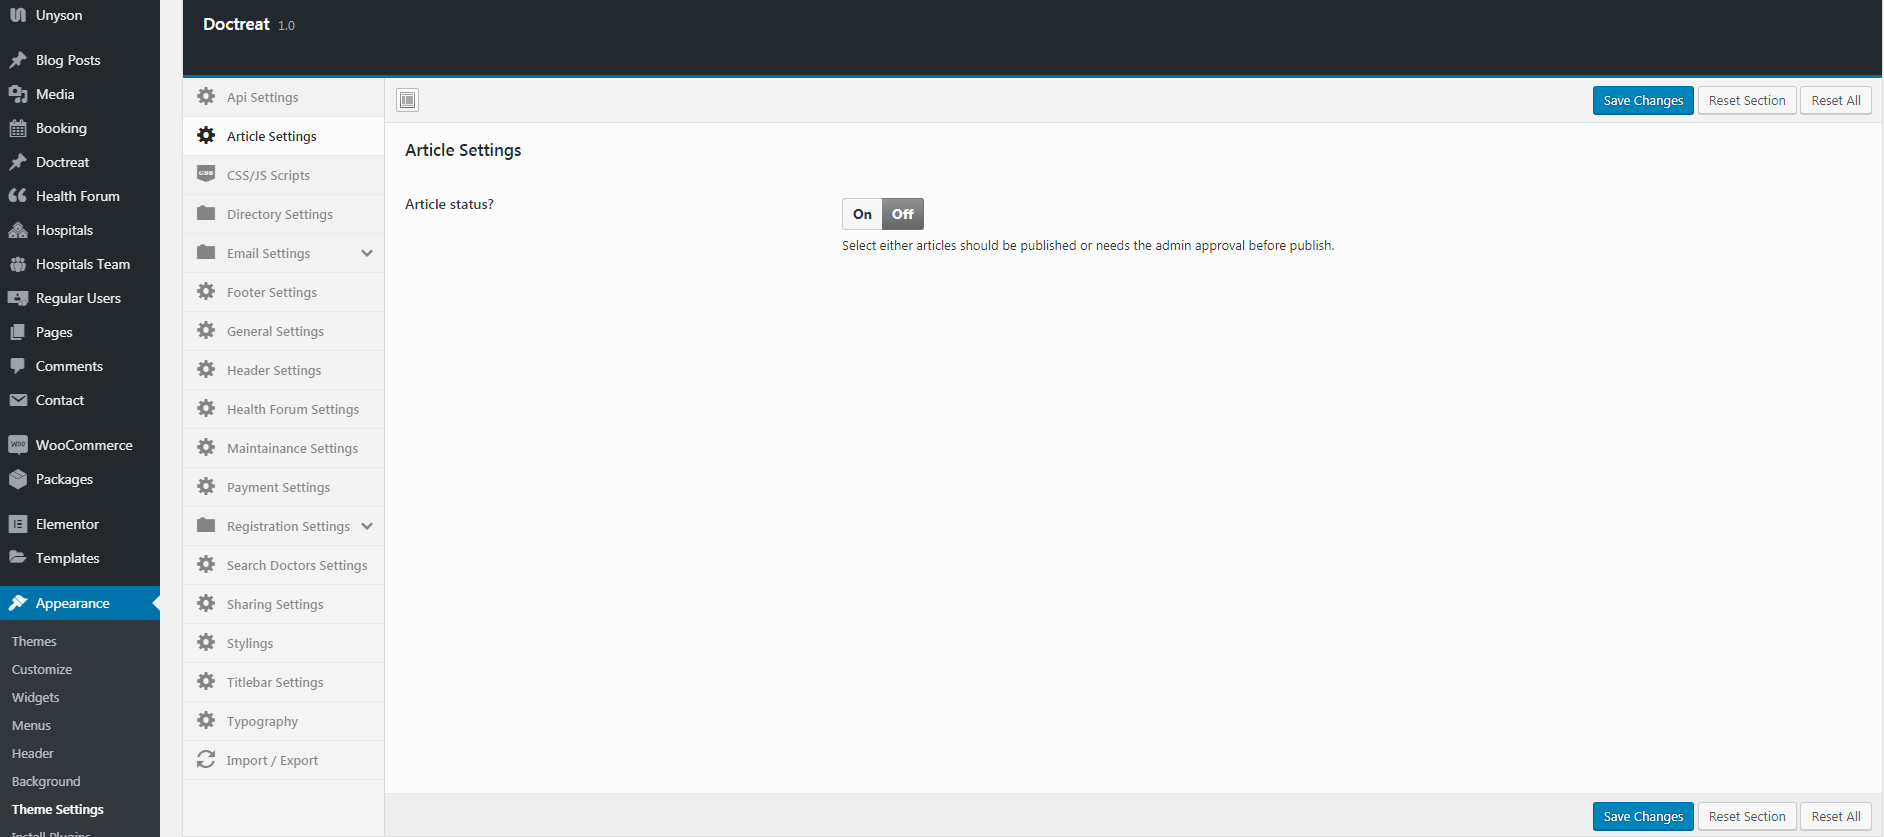 Unyson
Blog Posts
Media
Booking
Doctreat
Health Forum
Hospitals
Hospitals Team
Regular Users
Pages
Comments
Contact
WOO WooCommerce
Packages
Elementor
Templates
Appearance
Themes
Customize
Widgets
Menus
Header
Background
Theme Settings
Install Plugins
Doctreat 1.0
Api Settings
Article Settings
CSS CSS/JS Scripts
Directory Settings
Email Settings
Footer Settings
General Settings
Header Settings
Health Forum Settings
Maintainance Settings
Payment Settings
Registration Settings
Search Doctors Settings
Sharing Settings
Stylings
Titlebar Settings
Typography
Import / Export
Save Changes Reset Section Reset All
Article Settings
Article status?
On Off
Select either articles should be published or needs the admin approval before publish.
Save Changes Reset Section Reset All